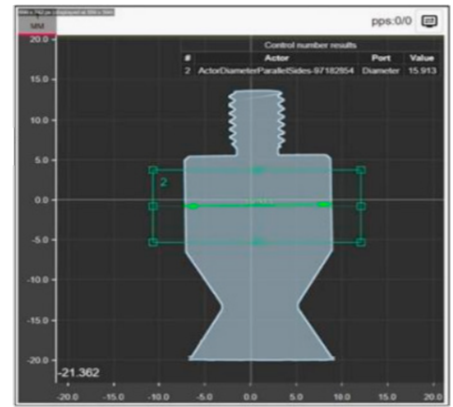 MM
pps:0/0
Control number results
# Actor Port Value
2 ActorDiameterParallelSides-97182854 Diameter 15.913
20.0
15.0
10.0
5.0
2
0.0
-5.0
-10.0
-15.0
-20.0
-21.362
-20.0 -15.0 -10.0 -5.0 0.0 5.0 10.0 15.0 20.0